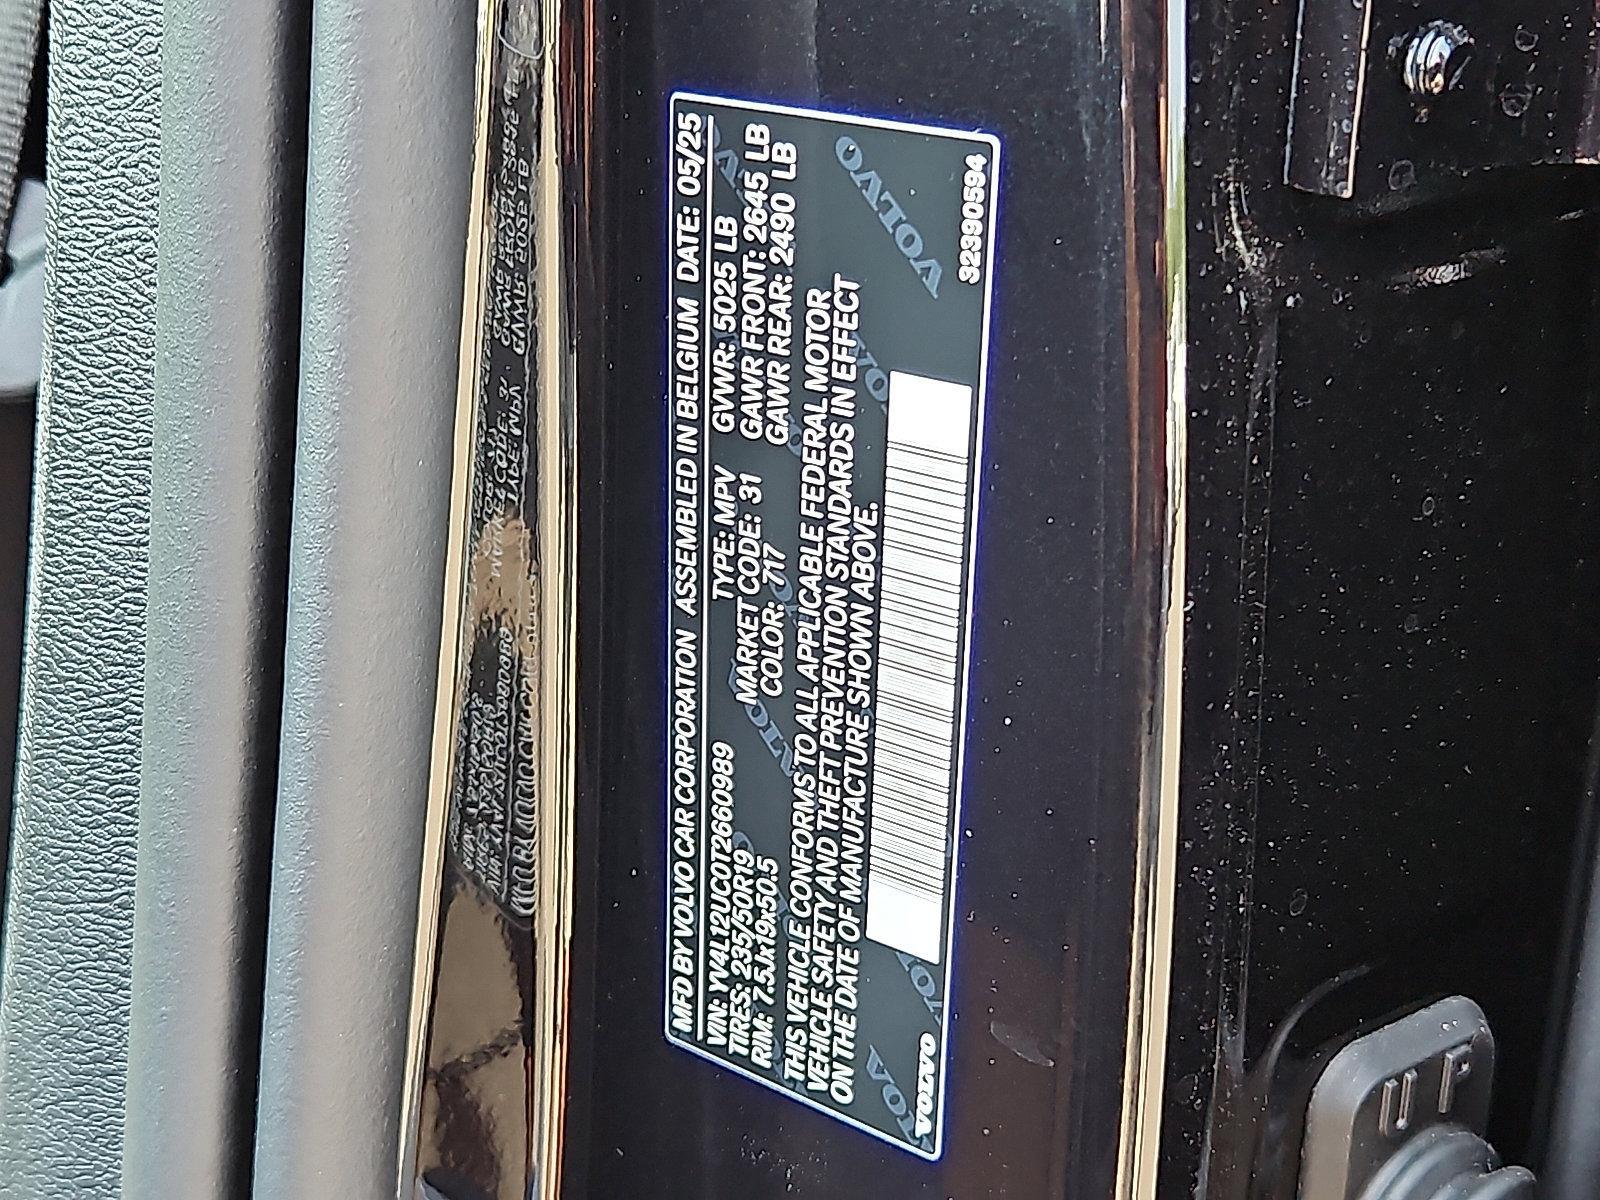 MFD BY VOLVO CAR CORPORATION ASSEMBLED IN BELGIUM DATE: 05/25
VIN: YV4L12UC0T2660989 TYPE: MPV GVWR: 5025 LB
TIRES: 235/50R19 MARKET CODE: 31 GAWR FRONT: 2645 LB
RIM: 7.5Jx19x50.5 COLOR: 717 GAWR REAR: 2490 LB
THIS VEHICLE CONFORMS TO ALL APPLICABLE FEDERAL MOTOR
VEHICLE SAFETY AND THEFT PREVENTION STANDARDS IN EFFECT
ON THE DATE OF MANUFACTURE SHOWN ABOVE.
VOLVO 32390594